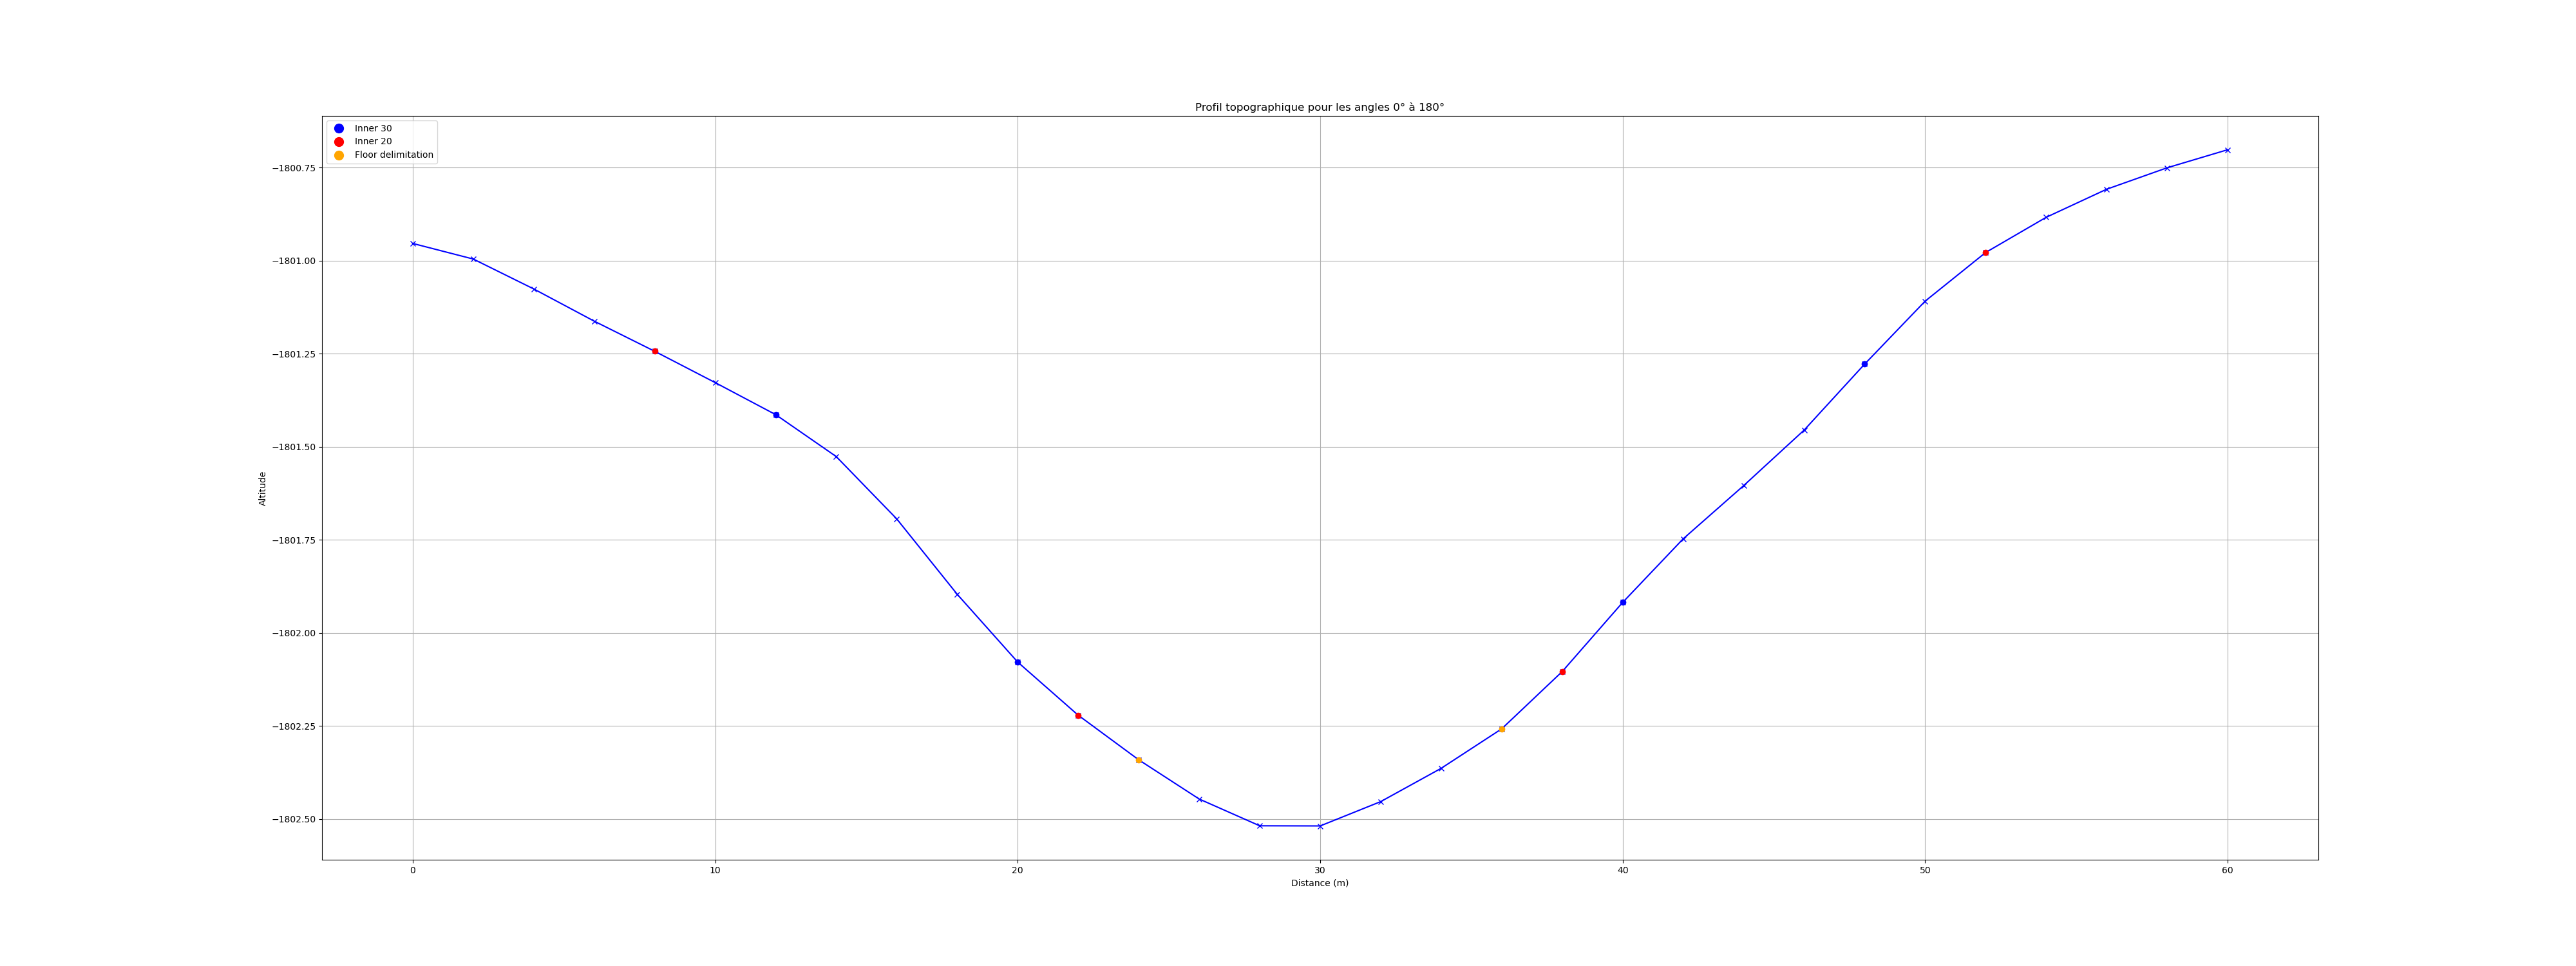 Profil topographique pour les angles 0° à 180°
Inner 30
Inner 20
Floor delimitation
−1800.75
−1801.00
−1801.25
−1801.50
−1801.75
−1802.00
−1802.25
−1802.50
Altitude
0 10 20 30 40 50 60
Distance (m)